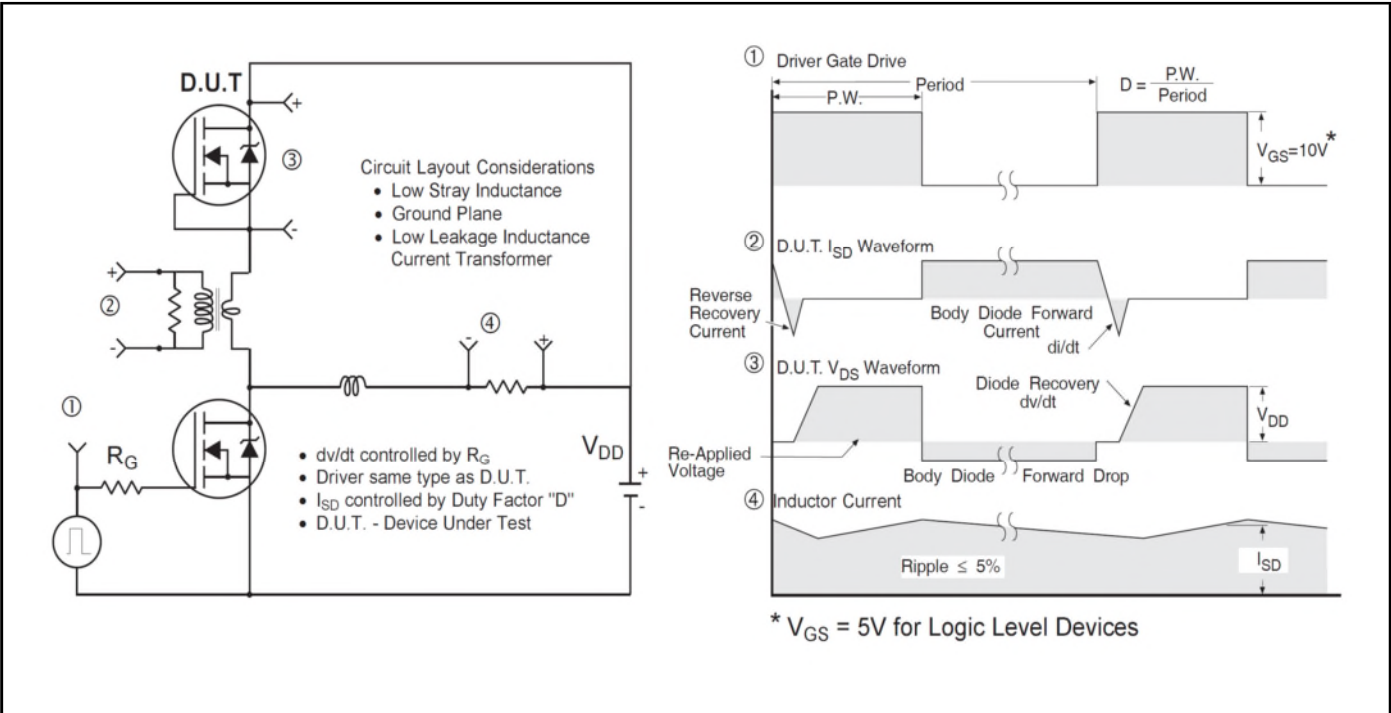 D.U.T
+
③
-
Circuit Layout Considerations
• Low Stray Inductance
• Ground Plane
• Low Leakage Inductance
Current Transformer
+
②
-
④
- +
①
R_G
V_DD
+
-
• dv/dt controlled by R_G
• Driver same type as D.U.T.
• I_SD controlled by Duty Factor "D"
• D.U.T. - Device Under Test
① Driver Gate Drive
Period
P.W.
D = P.W. / Period
V_GS=10V *
② D.U.T. I_SD Waveform
Reverse
Recovery
Current
Body Diode Forward
Current
di/dt
③ D.U.T. V_DS Waveform
Diode Recovery
dv/dt
V_DD
Re-Applied
Voltage
Body Diode Forward Drop
④ Inductor Current
Ripple ≤ 5%
I_SD
* V_GS = 5V for Logic Level Devices